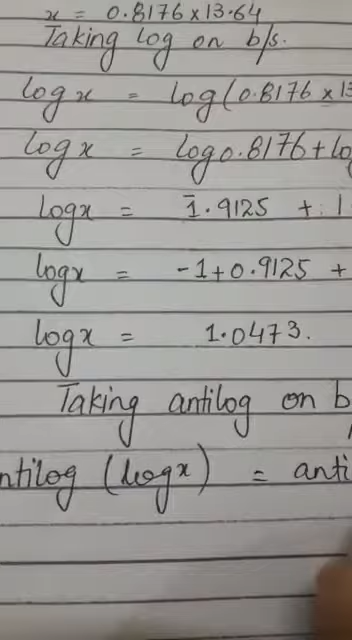 x = 0.8176 x 13.64
Taking log on b/s.
log x = log (0.8176 x 13
log x = log 0.8176 + lo
log x = 1̄.9125 + 1
log x = -1 + 0.9125 +
log x = 1.0473.
Taking antilog on b
ntilog (log x) = anti